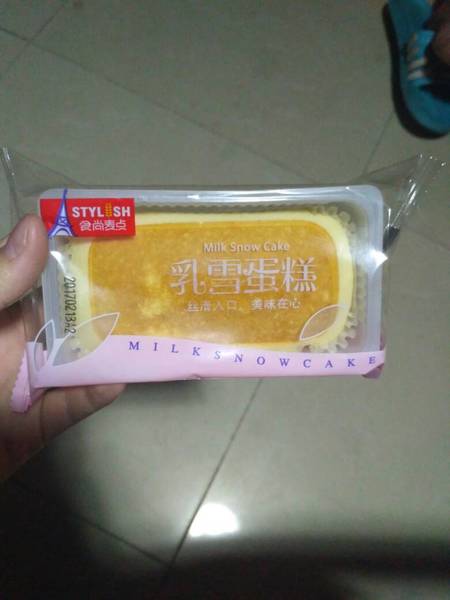 STYLISH
食尚麦点
Milk Snow Cake
乳雪蛋糕
丝滑入口，美味在心
20170213A2
MILKSNOWCAKE